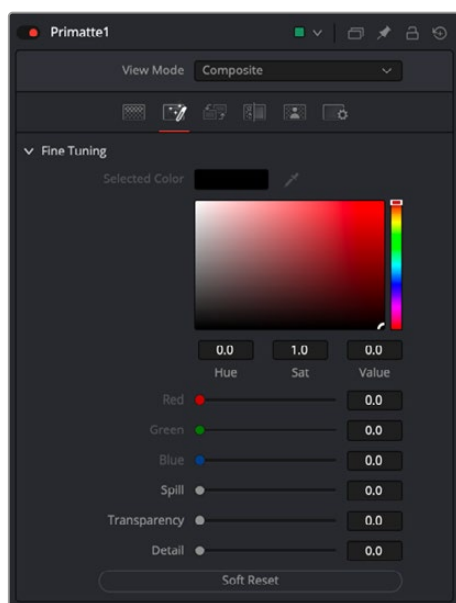 Primatte1
View Mode Composite
Fine Tuning
Selected Color
0.0 1.0 0.0
Hue Sat Value
Red 0.0
Green 0.0
Blue 0.0
Spill 0.0
Transparency 0.0
Detail 0.0
Soft Reset